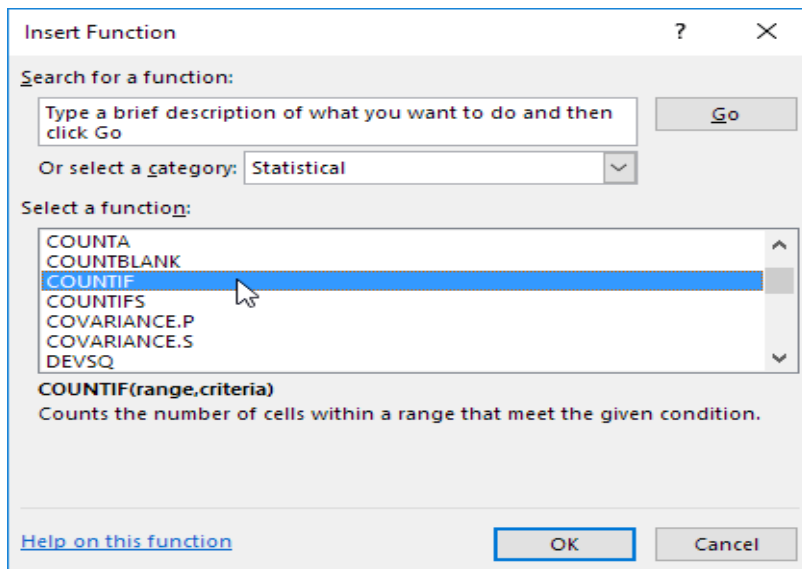 Insert Function
?
Search for a function:
Type a brief description of what you want to do and then
click Go
Go
Or select a category: Statistical
Select a function:
COUNTA
COUNTBLANK
COUNTIF
COUNTIFS
COVARIANCE.P
COVARIANCE.S
DEVSQ
COUNTIF(range,criteria)
Counts the number of cells within a range that meet the given condition.
Help on this function
OK
Cancel